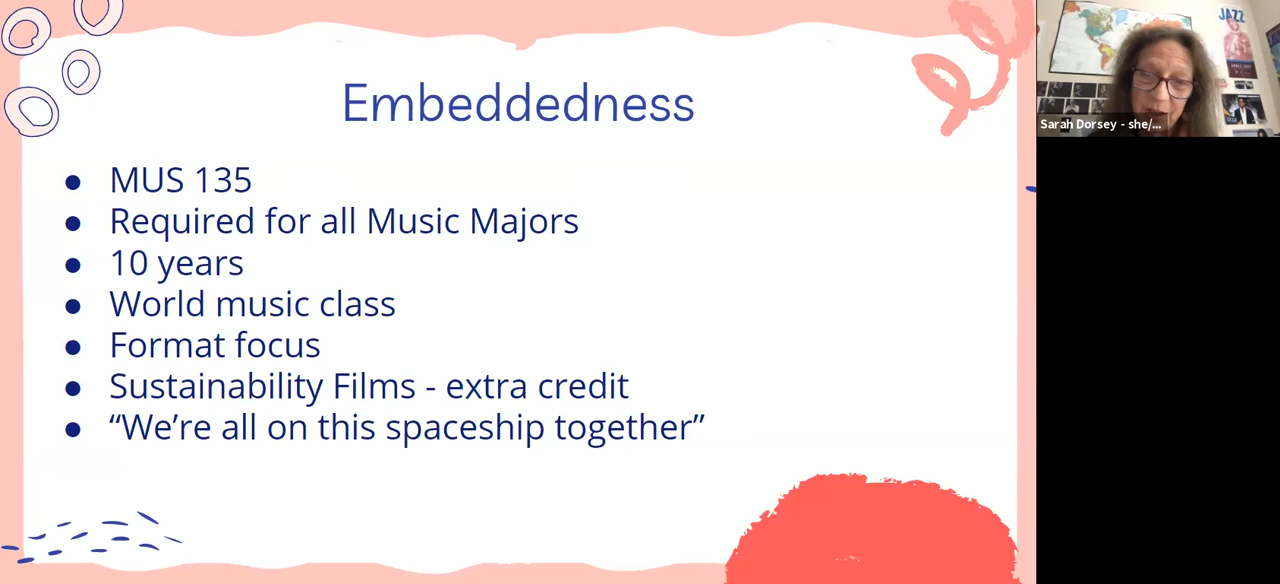 Embeddedness
● MUS 135
● Required for all Music Majors
● 10 years
● World music class
● Format focus
● Sustainability Films - extra credit
● “We’re all on this spaceship together”
JAZZ
Sarah Dorsey - she/...